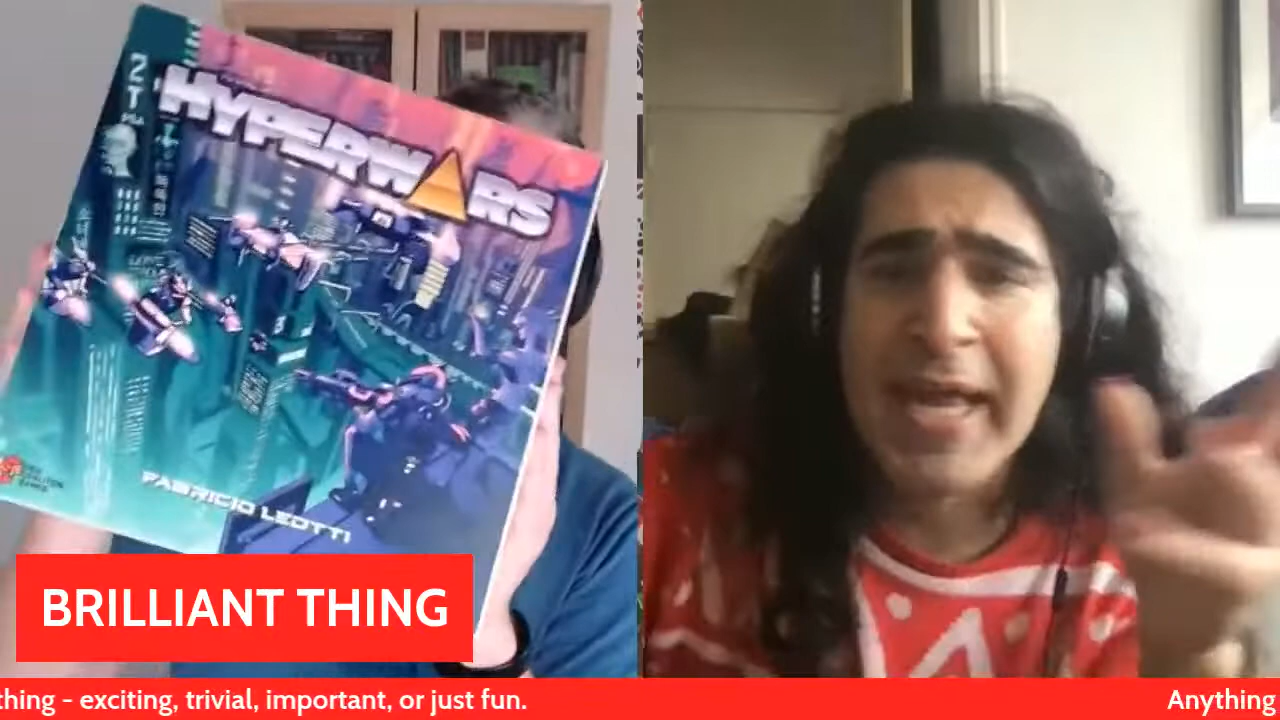 HYPERWARS
FABRICIO LEOTTI
BRILLIANT THING
thing - exciting, trivial, important, or just fun.
Anything